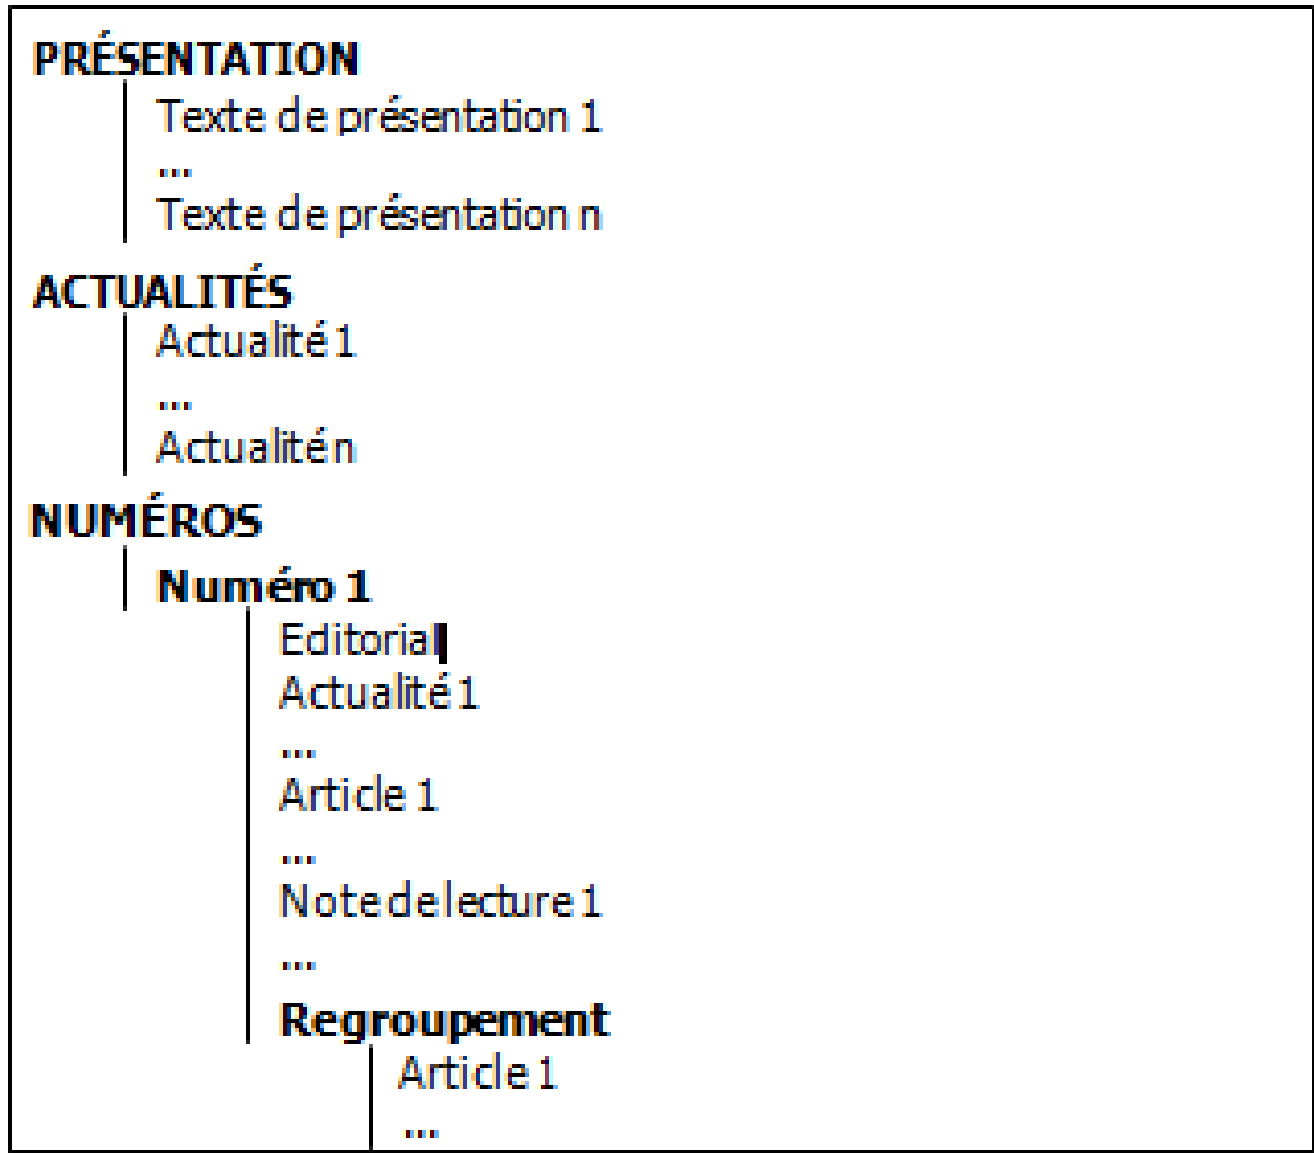 PRÉSENTATION
Texte de présentation 1
...
Texte de présentation n
ACTUALITÉS
Actualité 1
...
Actualité n
NUMÉROS
Numéro 1
Editorial
Actualité 1
...
Article 1
...
Note de lecture 1
...
Regroupement
Article 1
...